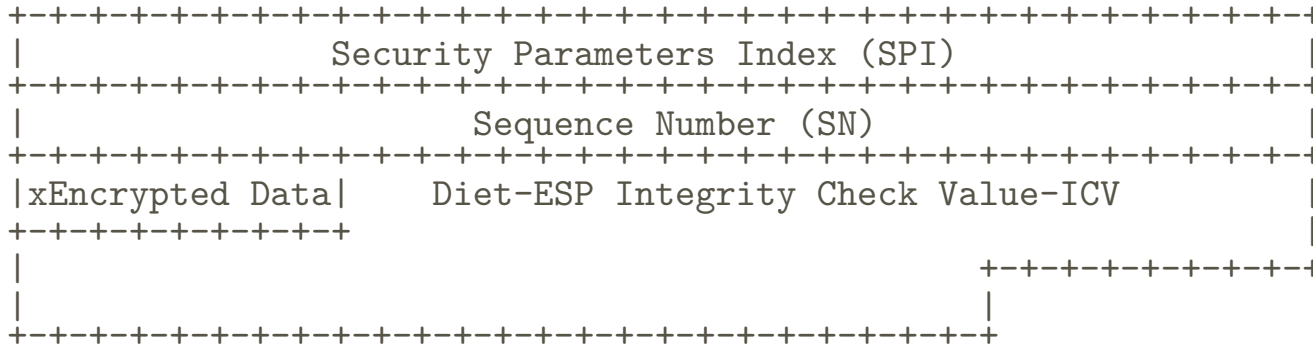 +-+-+-+-+-+-+-+-+-+-+-+-+-+-+-+-+-+-+-+-+-+-+-+-+-+-+-+-+-+-+-+-+
| Security Parameters Index (SPI) |
+-+-+-+-+-+-+-+-+-+-+-+-+-+-+-+-+-+-+-+-+-+-+-+-+-+-+-+-+-+-+-+-+
| Sequence Number (SN) |
+-+-+-+-+-+-+-+-+-+-+-+-+-+-+-+-+-+-+-+-+-+-+-+-+-+-+-+-+-+-+-+-+
|xEncrypted Data| Diet-ESP Integrity Check Value-ICV |
+-+-+-+-+-+-+-+-+ |
| +-+-+-+-+-+-+-+-+
| |
+-+-+-+-+-+-+-+-+-+-+-+-+-+-+-+-+-+-+-+-+-+-+-+-+